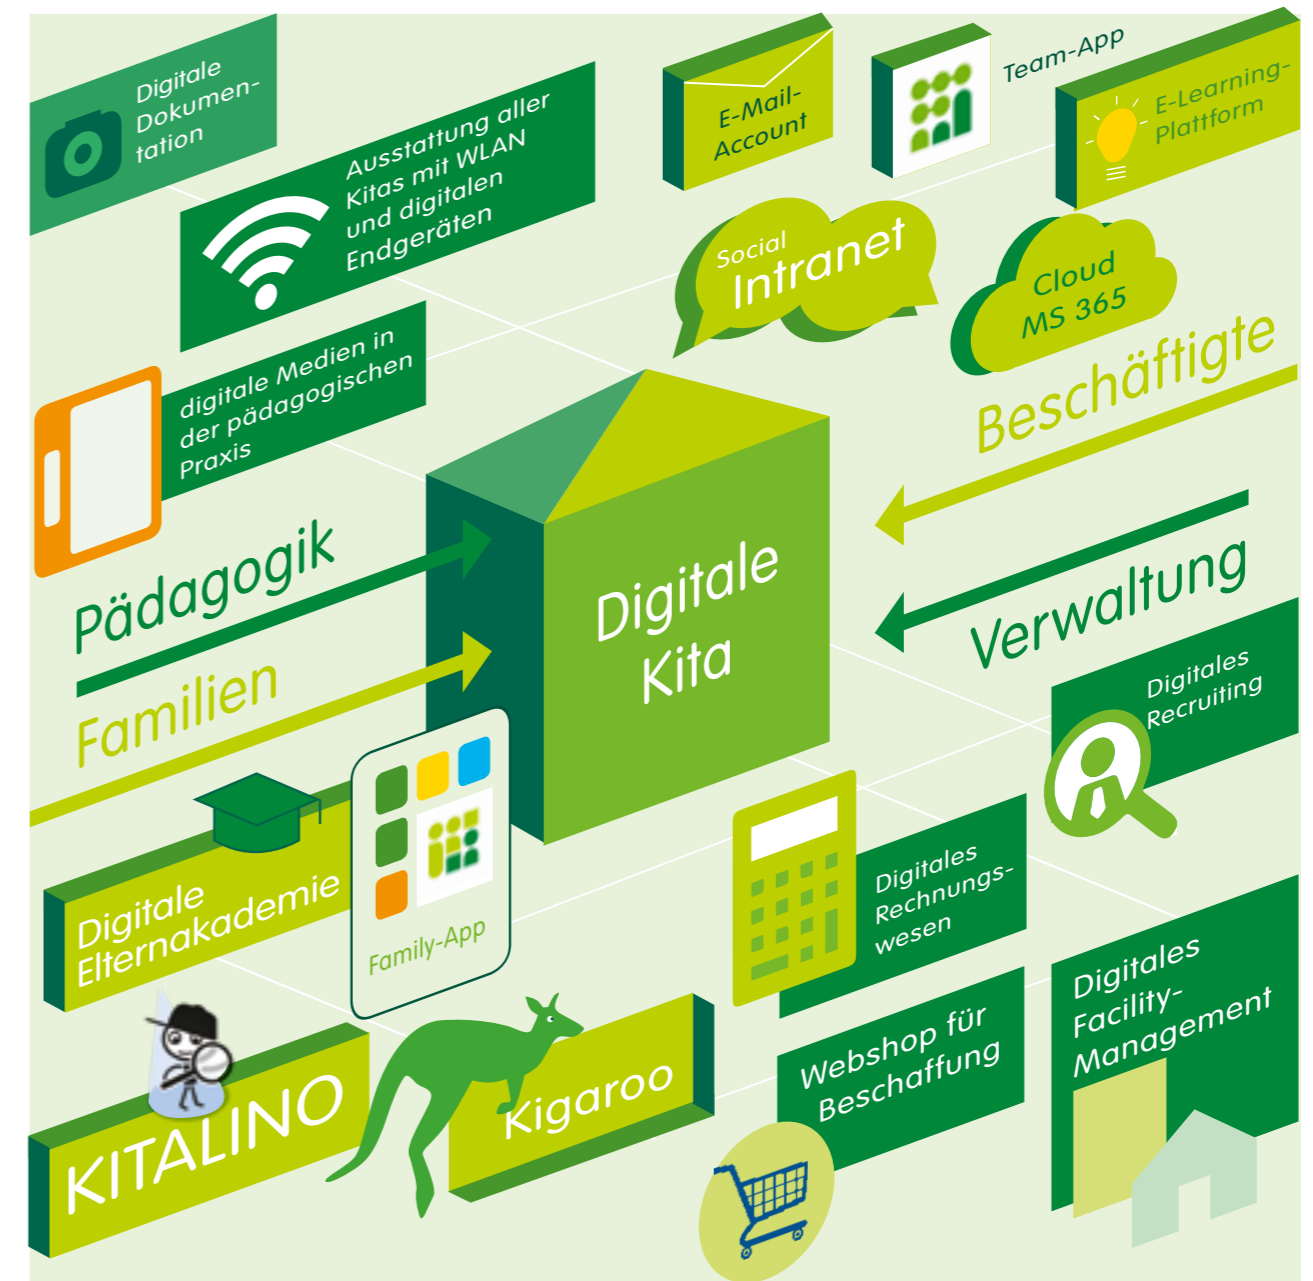 Digitale
Dokumen-
tation
Ausstattung aller
Kitas mit WLAN
und digitalen
Endgeräten
E-Mail-
Account
Team-App
E-Learning-
Plattform
Social
Intranet
Cloud
MS 365
digitale Medien in
der pädagogischen
Praxis
Beschäftigte
Pädagogik
Digitale
Kita
Verwaltung
Familien
Digitales
Recruiting
Digitale
Elternakademie
Family-App
Digitales
Rechnungs-
wesen
Digitales
Facility-
Management
KITALINO
Kigaroo
Webshop für
Beschaffung